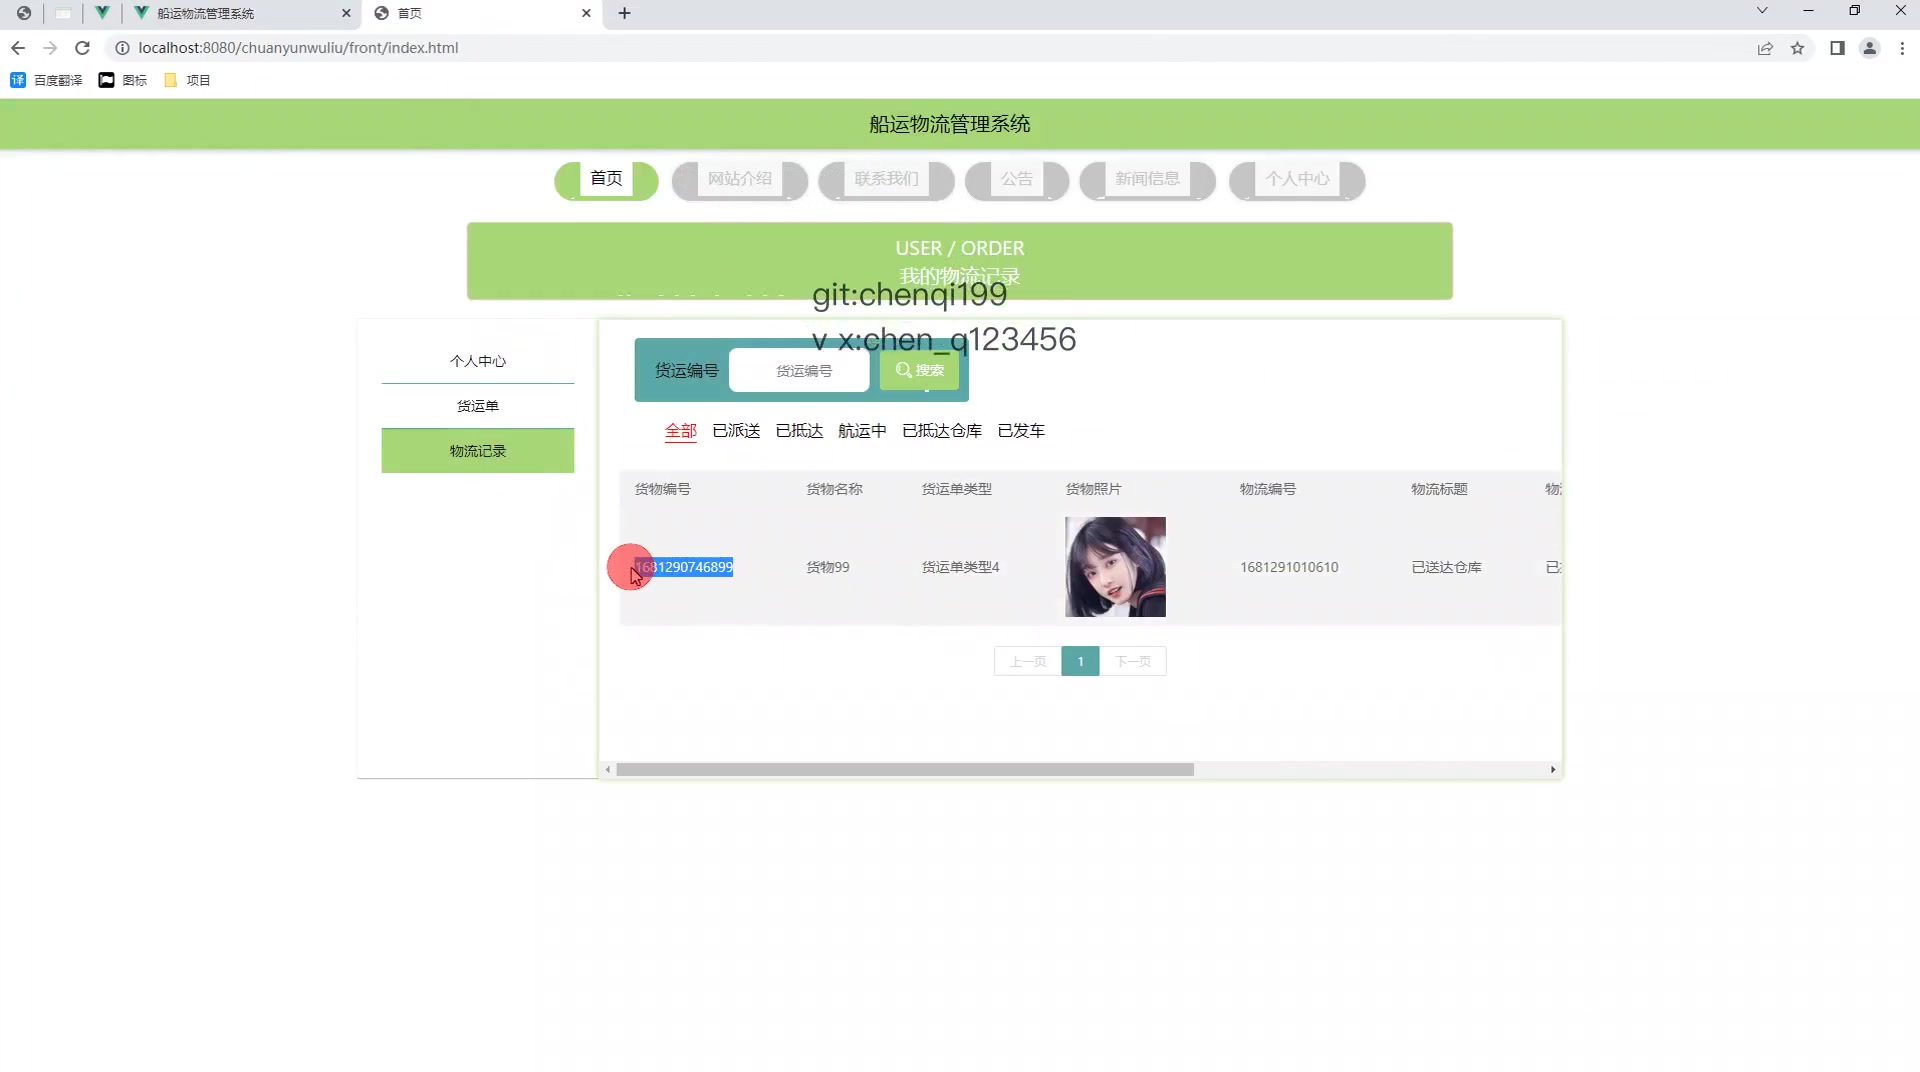 船运物流管理系统
首页
localhost:8080/chuanyunwuliu/front/index.html
百度翻译
图标
项目
船运物流管理系统
首页
网站介绍
联系我们
公告
新闻信息
个人中心
USER / ORDER
我的物流记录
git:chenqi199
v x:chen_q123456
个人中心
货运单
物流记录
货运编号
货运编号
搜索
全部
已派送
已抵达
航运中
已抵达仓库
已发车
货物编号
货物名称
货运单类型
货物照片
物流编号
物流标题
1681290746899
货物99
货运单类型4
1681291010610
已送达仓库
已
上一页
1
下一页